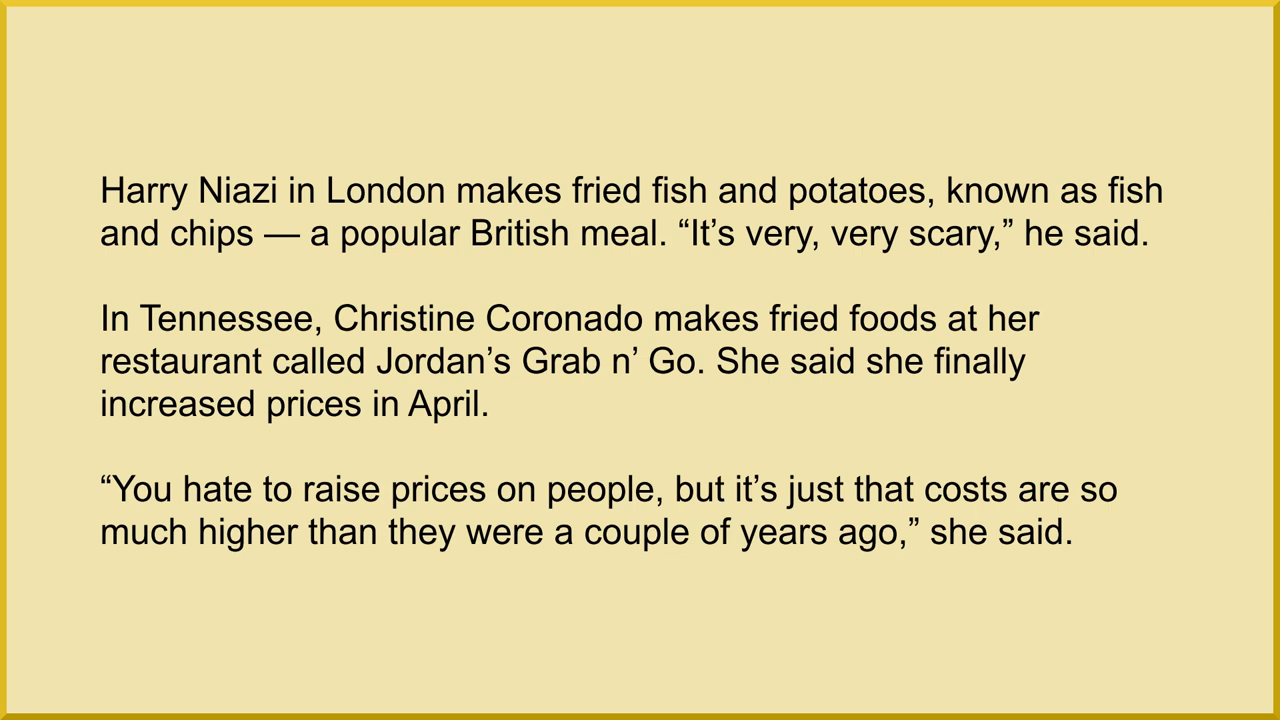 Harry Niazi in London makes fried fish and potatoes, known as fish
and chips — a popular British meal. “It’s very, very scary,” he said.
In Tennessee, Christine Coronado makes fried foods at her
restaurant called Jordan’s Grab n’ Go. She said she finally
increased prices in April.
“You hate to raise prices on people, but it’s just that costs are so
much higher than they were a couple of years ago,” she said.